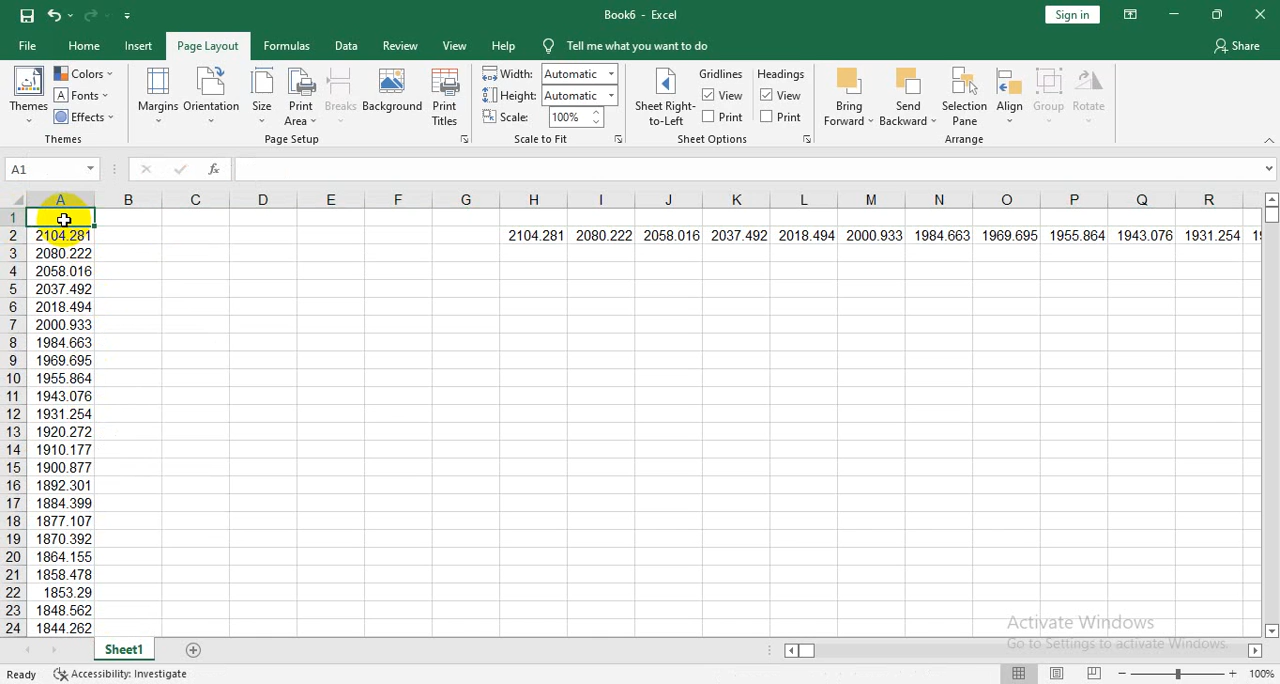 Book6 - Excel
Sign in
File Home Insert Page Layout Formulas Data Review View Help Tell me what you want to do Share
Themes Colors Fonts Effects
Margins Orientation Size Print Area Breaks Background Print Titles
Width: Automatic
Height: Automatic
Scale: 100%
Sheet Right-to-Left
Gridlines Headings
View View
Print Print
Bring Forward Send Backward Selection Pane Align Group Rotate
Themes Page Setup Scale to Fit Sheet Options Arrange
A1 fx
A B C D E F G H I J K L M N O P Q R
1
2 2104.281 2104.281 2080.222 2058.016 2037.492 2018.494 2000.933 1984.663 1969.695 1955.864 1943.076 1931.254
3 2080.222
4 2058.016
5 2037.492
6 2018.494
7 2000.933
8 1984.663
9 1969.695
10 1955.864
11 1943.076
12 1931.254
13 1920.272
14 1910.177
15 1900.877
16 1892.301
17 1884.399
18 1877.107
19 1870.392
20 1864.155
21 1858.478
22 1853.29
23 1848.562
24 1844.262
Activate Windows
Go to Settings to activate Windows.
Sheet1
Ready Accessibility: Investigate 100%